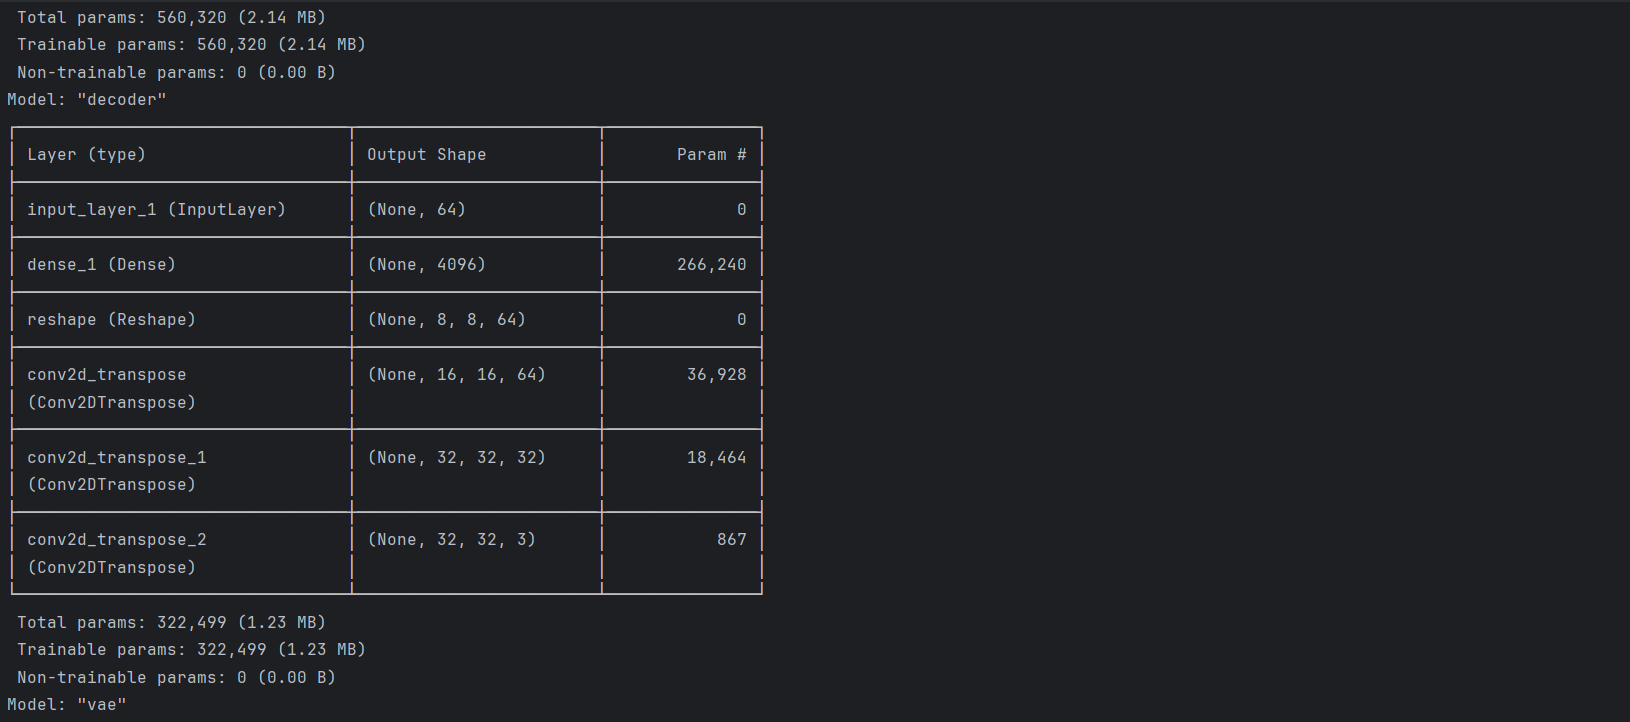 Total params: 560,320 (2.14 MB)
Trainable params: 560,320 (2.14 MB)
Non-trainable params: 0 (0.00 B)
Model: "decoder"
Layer (type) Output Shape Param #
input_layer_1 (InputLayer) (None, 64) 0
dense_1 (Dense) (None, 4096) 266,240
reshape (Reshape) (None, 8, 8, 64) 0
conv2d_transpose (None, 16, 16, 64) 36,928
(Conv2DTranspose)
conv2d_transpose_1 (None, 32, 32, 32) 18,464
(Conv2DTranspose)
conv2d_transpose_2 (None, 32, 32, 3) 867
(Conv2DTranspose)
Total params: 322,499 (1.23 MB)
Trainable params: 322,499 (1.23 MB)
Non-trainable params: 0 (0.00 B)
Model: "vae"